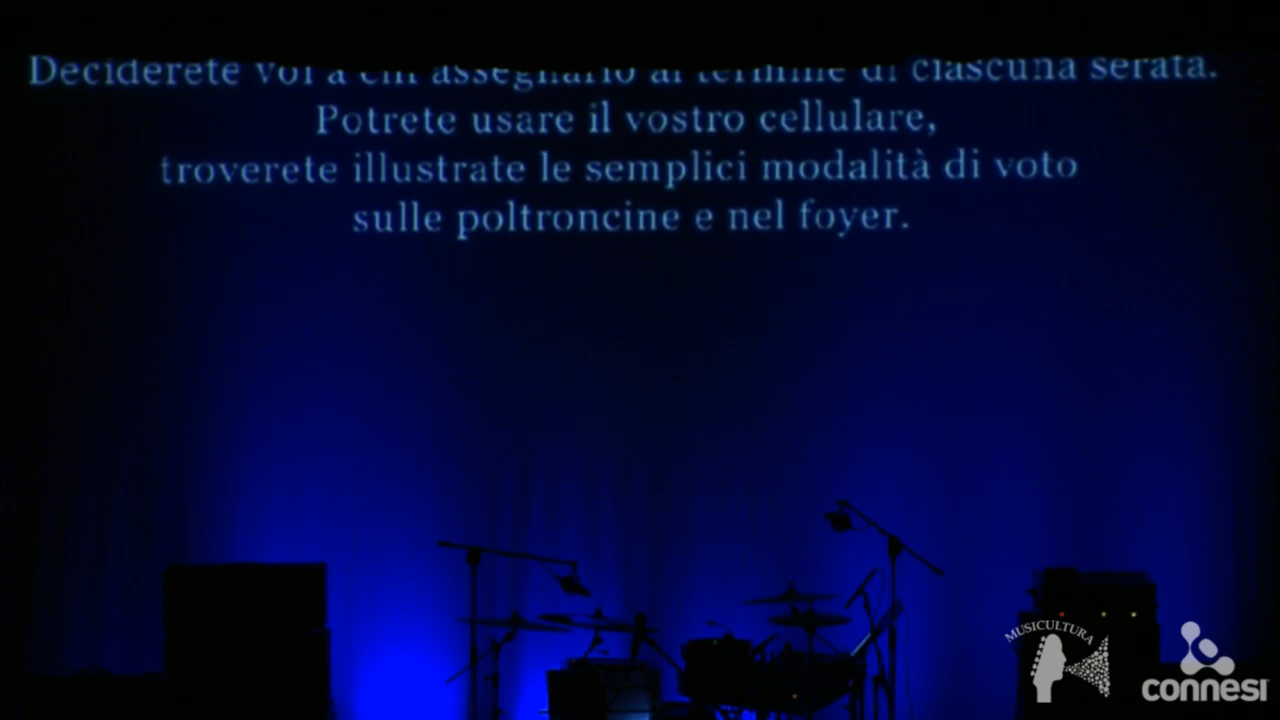 Deciderete voi a chi assegnarlo al termine di ciascuna serata.
Potrete usare il vostro cellulare,
troverete illustrate le semplici modalità di voto
sulle poltroncine e nel foyer.
MUSICULTURA
connesi